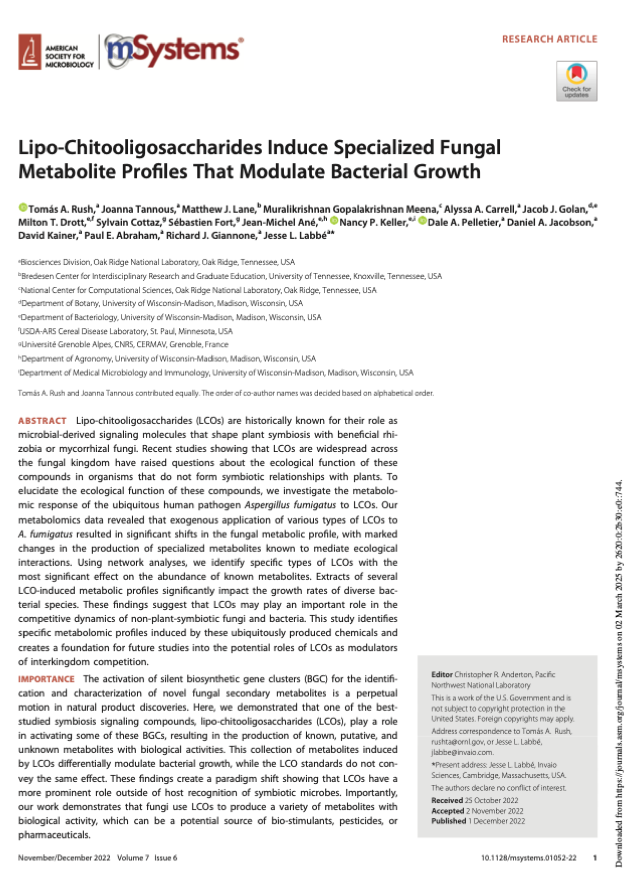 AMERICAN
SOCIETY FOR
MICROBIOLOGY
mSystems®
RESEARCH ARTICLE
Check for
updates
Lipo-Chitooligosaccharides Induce Specialized Fungal
Metabolite Profiles That Modulate Bacterial Growth
Tomás A. Rush,a Joanna Tannous,a Matthew J. Lane,b Muralikrishnan Gopalakrishnan Meena,c Alyssa A. Carrell,a Jacob J. Golan,d,e
Milton T. Drott,e,f Sylvain Cottaz,g Sébastien Fort,g Jean-Michel Ané,e,h Nancy P. Keller,e,i Dale A. Pelletier,a Daniel A. Jacobson,a
David Kainer,a Paul E. Abraham,a Richard J. Giannone,a Jesse L. Labbéa*
aBiosciences Division, Oak Ridge National Laboratory, Oak Ridge, Tennessee, USA
bBredesen Center for Interdisciplinary Research and Graduate Education, University of Tennessee, Knoxville, Tennessee, USA
cNational Center for Computational Sciences, Oak Ridge National Laboratory, Oak Ridge, Tennessee, USA
dDepartment of Botany, University of Wisconsin-Madison, Madison, Wisconsin, USA
eDepartment of Bacteriology, University of Wisconsin-Madison, Madison, Wisconsin, USA
fUSDA-ARS Cereal Disease Laboratory, St. Paul, Minnesota, USA
gUniversité Grenoble Alpes, CNRS, CERMAV, Grenoble, France
hDepartment of Agronomy, University of Wisconsin-Madison, Madison, Wisconsin, USA
iDepartment of Medical Microbiology and Immunology, University of Wisconsin-Madison, Madison, Wisconsin, USA
Tomás A. Rush and Joanna Tannous contributed equally. The order of co-author names was decided based on alphabetical order.
ABSTRACT Lipo-chitooligosaccharides (LCOs) are historically known for their role as
microbial-derived signaling molecules that shape plant symbiosis with beneficial rhi-
zobia or mycorrhizal fungi. Recent studies showing that LCOs are widespread across
the fungal kingdom have raised questions about the ecological function of these
compounds in organisms that do not form symbiotic relationships with plants. To
elucidate the ecological function of these compounds, we investigate the metabolo-
mic response of the ubiquitous human pathogen Aspergillus fumigatus to LCOs. Our
metabolomics data revealed that exogenous application of various types of LCOs to
A. fumigatus resulted in significant shifts in the fungal metabolic profile, with marked
changes in the production of specialized metabolites known to mediate ecological
interactions. Using network analyses, we identify specific types of LCOs with the
most significant effect on the abundance of known metabolites. Extracts of several
LCO-induced metabolic profiles significantly impact the growth rates of diverse bac-
terial species. These findings suggest that LCOs may play an important role in the
competitive dynamics of non-plant-symbiotic fungi and bacteria. This study identifies
specific metabolomic profiles induced by these ubiquitously produced chemicals and
creates a foundation for future studies into the potential roles of LCOs as modulators
of interkingdom competition.
IMPORTANCE The activation of silent biosynthetic gene clusters (BGC) for the identifi-
cation and characterization of novel fungal secondary metabolites is a perpetual
motion in natural product discoveries. Here, we demonstrated that one of the best-
studied symbiosis signaling compounds, lipo-chitooligosaccharides (LCOs), play a role
in activating some of these BGCs, resulting in the production of known, putative, and
unknown metabolites with biological activities. This collection of metabolites induced
by LCOs differentially modulate bacterial growth, while the LCO standards do not con-
vey the same effect. These findings create a paradigm shift showing that LCOs have a
more prominent role outside of host recognition of symbiotic microbes. Importantly,
our work demonstrates that fungi use LCOs to produce a variety of metabolites with
biological activity, which can be a potential source of bio-stimulants, pesticides, or
pharmaceuticals.
Editor Christopher R. Anderton, Pacific
Northwest National Laboratory
This is a work of the U.S. Government and is
not subject to copyright protection in the
United States. Foreign copyrights may apply.
Address correspondence to Tomás A. Rush,
rushta@ornl.gov, or Jesse L. Labbé,
jlabbe@invaio.com.
*Present address: Jesse L. Labbé, Invaio
Sciences, Cambridge, Massachusetts, USA.
The authors declare no conflict of interest.
Received 25 October 2022
Accepted 2 November 2022
Published 1 December 2022
November/December 2022 Volume 7 Issue 6
10.1128/msystems.01052-22 1
Downloaded from https://journals.asm.org/journal/msystems on 02 March 2025 by 2620:0:2b30:e0::744.